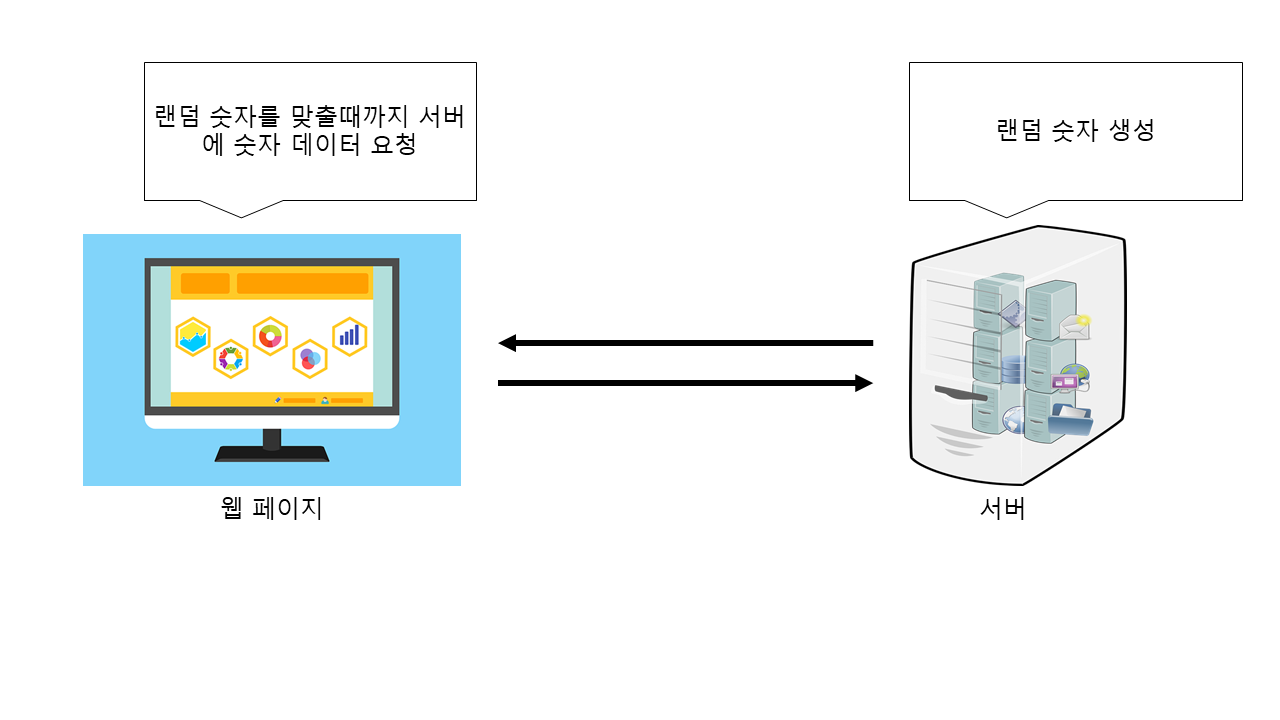 랜덤 숫자를 맞출때까지 서버
에 숫자 데이터 요청
랜덤 숫자 생성
웹 페이지
서버